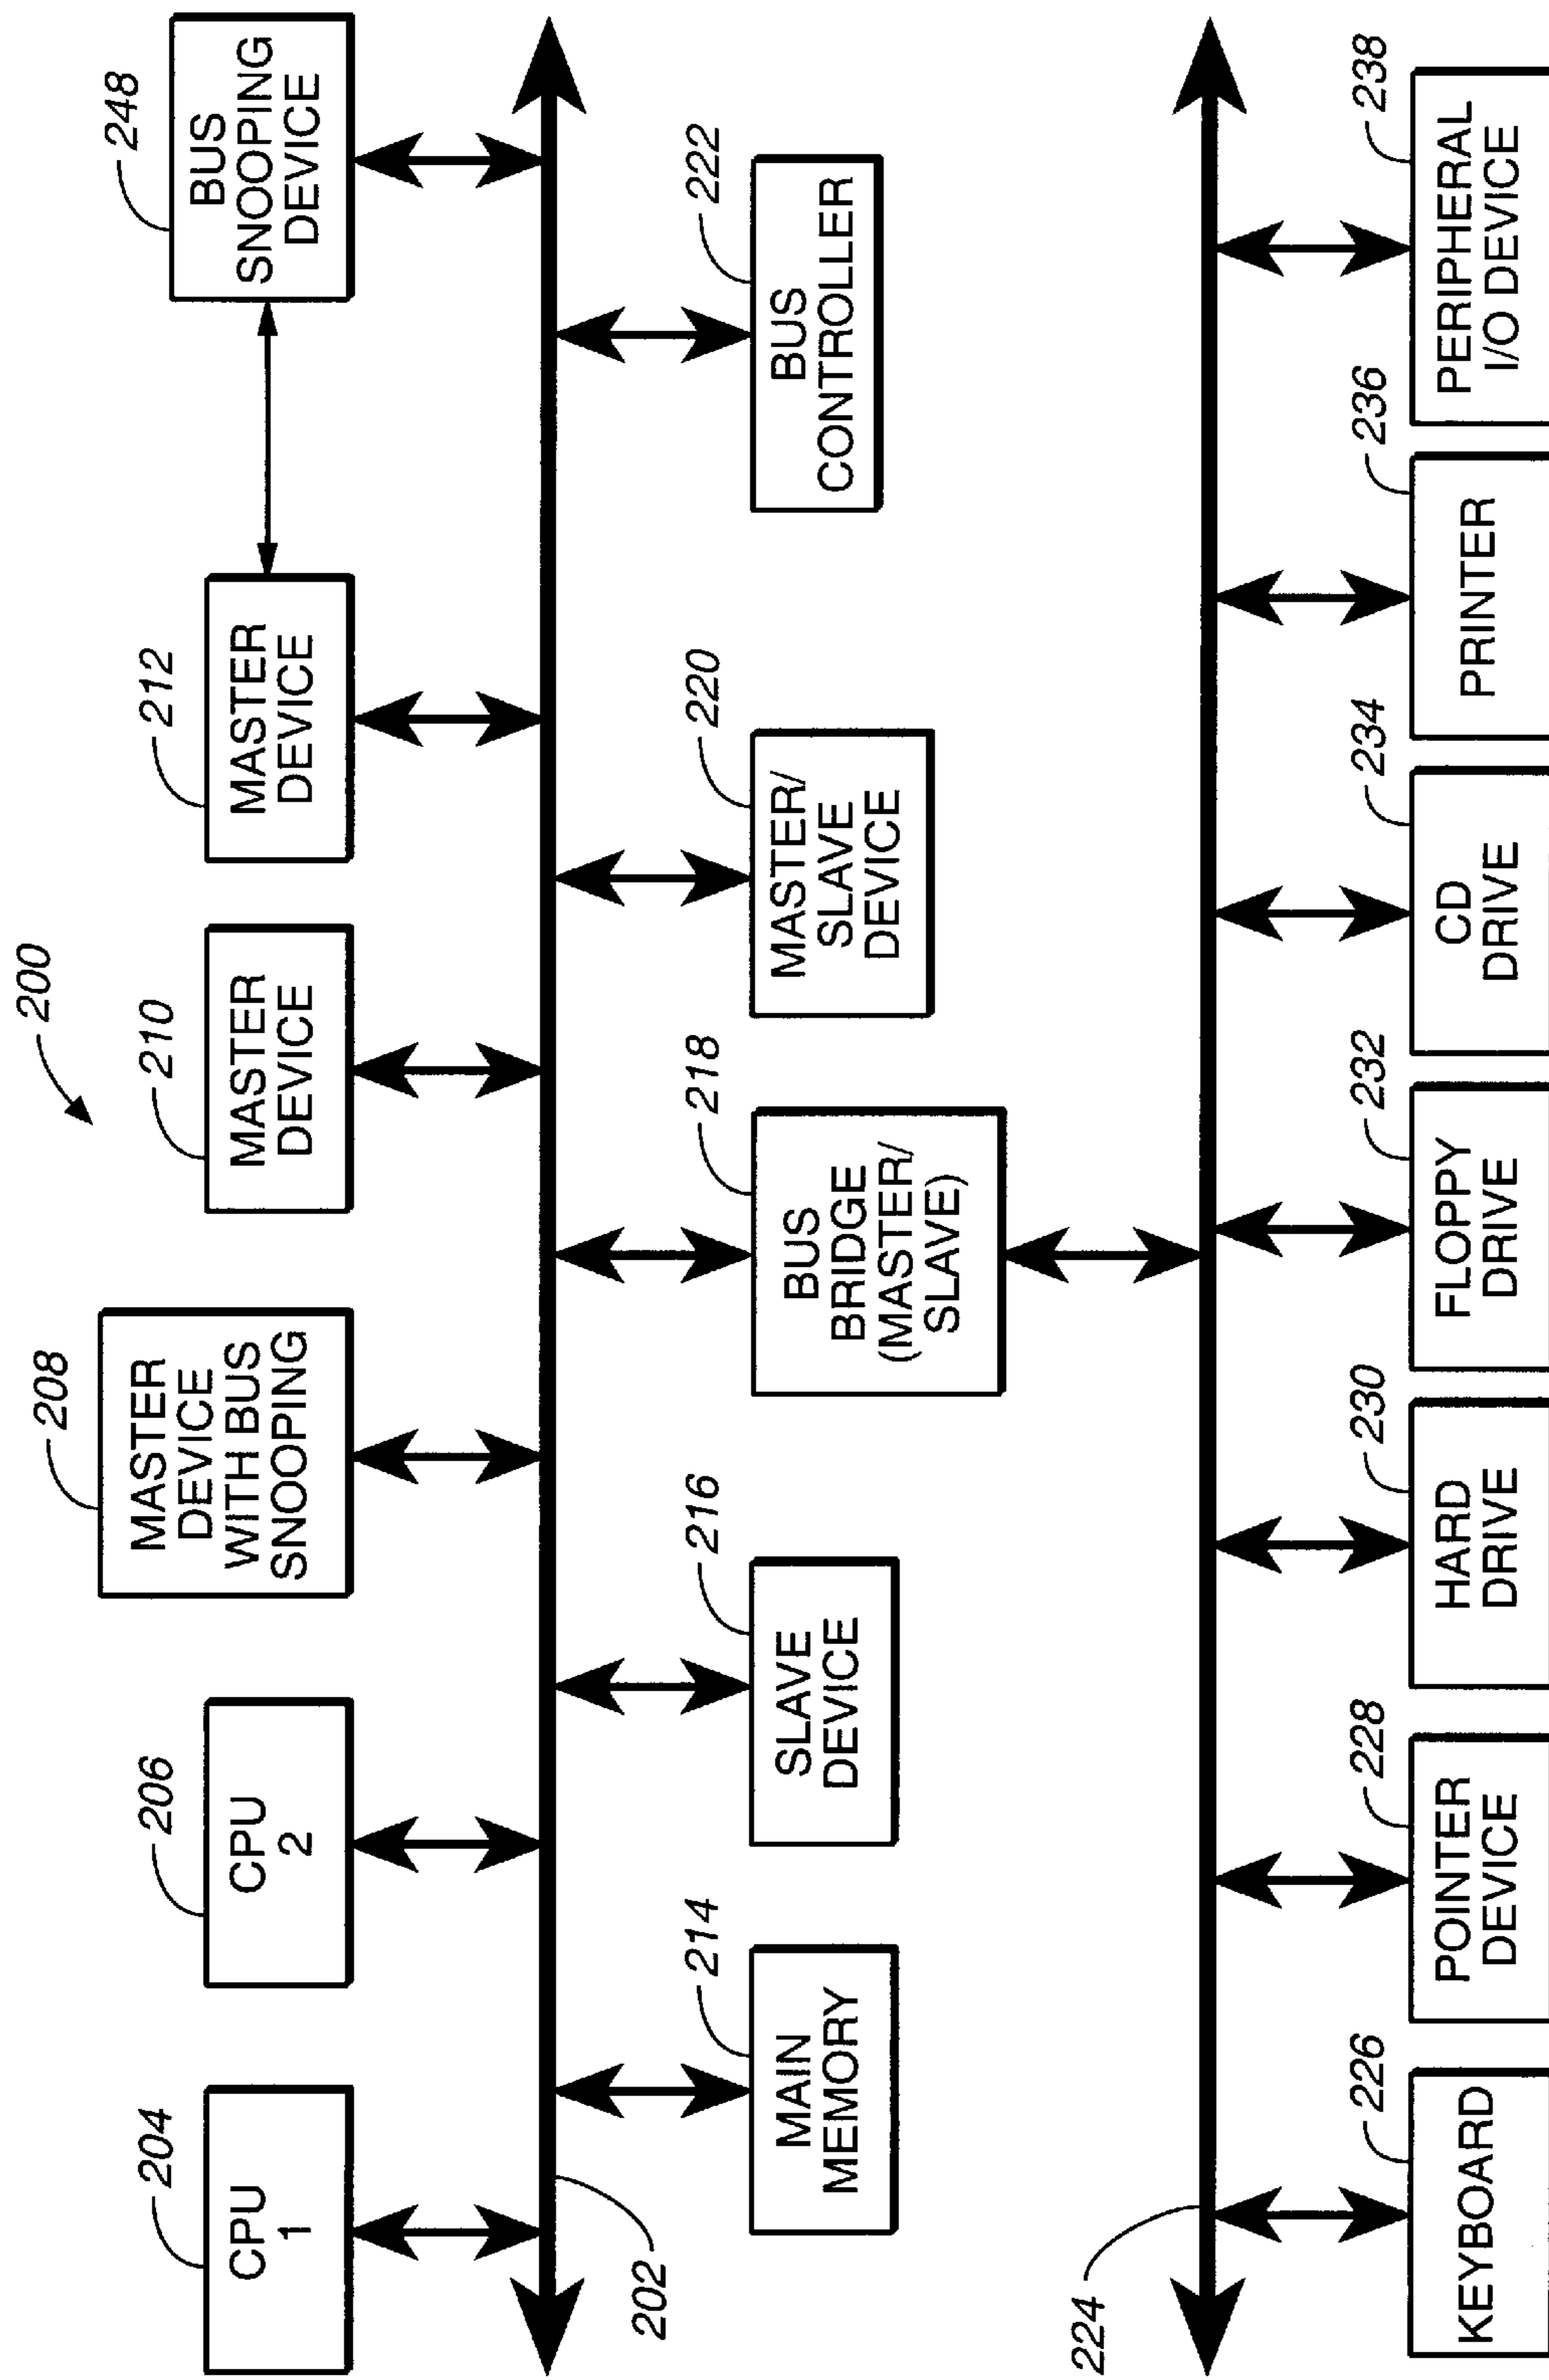 200
204
CPU
1
206
CPU
2
208
MASTER
DEVICE
WITH BUS
SNOOPING
210
MASTER
DEVICE
212
MASTER
DEVICE
248
BUS
SNOOPING
DEVICE
202
214
MAIN
MEMORY
216
SLAVE
DEVICE
218
BUS
BRIDGE
(MASTER/
SLAVE)
220
MASTER/
SLAVE
DEVICE
222
BUS
CONTROLLER
224
226
KEYBOARD
228
POINTER
DEVICE
230
HARD
DRIVE
232
FLOPPY
DRIVE
234
CD
DRIVE
236
PRINTER
238
PERIPHERAL
I/O DEVICE